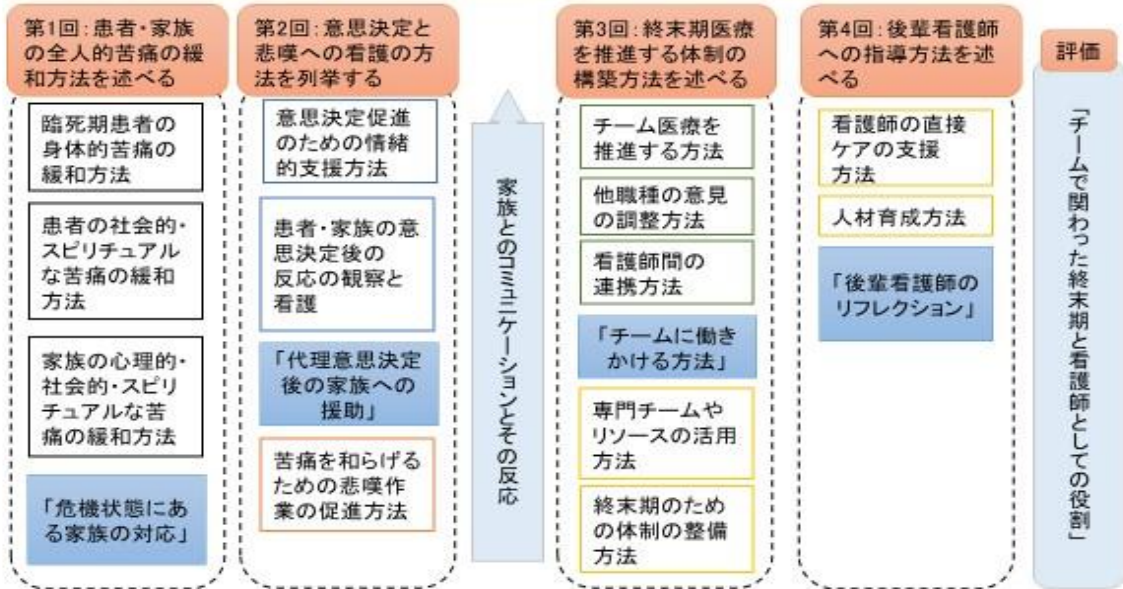 第1回：患者・家族
の全人的苦痛の緩
和方法を述べる
臨死期患者の
身体的苦痛の
緩和方法
患者の社会的・
スピリチュアル
な苦痛の緩和
方法
家族の心理的・
社会的・スピリ
チュアルな苦
痛の緩和方法
「危機状態にあ
る家族の対応」
第2回：意思決定と
悲嘆への看護の方
法を列挙する
意思決定促進
のための情緒
的支援方法
患者・家族の意
思決定後の
反応の観察と
看護
「代理意思決定
後の家族への
援助」
苦痛を和らげる
ための悲嘆作
業の促進方法
家族とのコミュニケーションとその反応
第3回：終末期医療
を推進する体制の
構築方法を述べる
チーム医療を
推進する方法
他職種の意見
の調整方法
看護師間の
連携方法
「チームに働き
かける方法」
専門チームや
リソースの活用
方法
終末期のため
の体制の整備
方法
第4回：後輩看護師
への指導方法を述
べる
看護師の直接
ケアの支援
方法
人材育成方法
「後輩看護師の
リフレクション」
評価
「チームで関わった終末期と看護師としての役割」